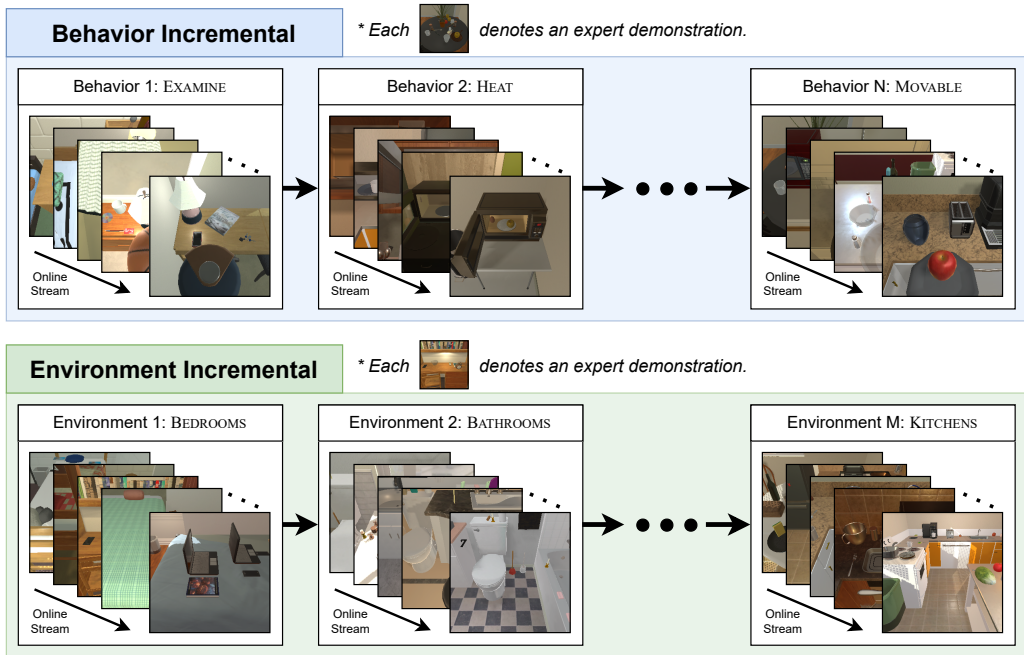 Behavior Incremental
* Each denotes an expert demonstration.
Behavior 1: EXAMINE
Behavior 2: HEAT
Behavior N: MOVABLE
Online
Stream
Online
Stream
Online
Stream
Environment Incremental
* Each denotes an expert demonstration.
Environment 1: BEDROOMS
Environment 2: BATHROOMS
Environment M: KITCHENS
7
Online
Stream
Online
Stream
Online
Stream